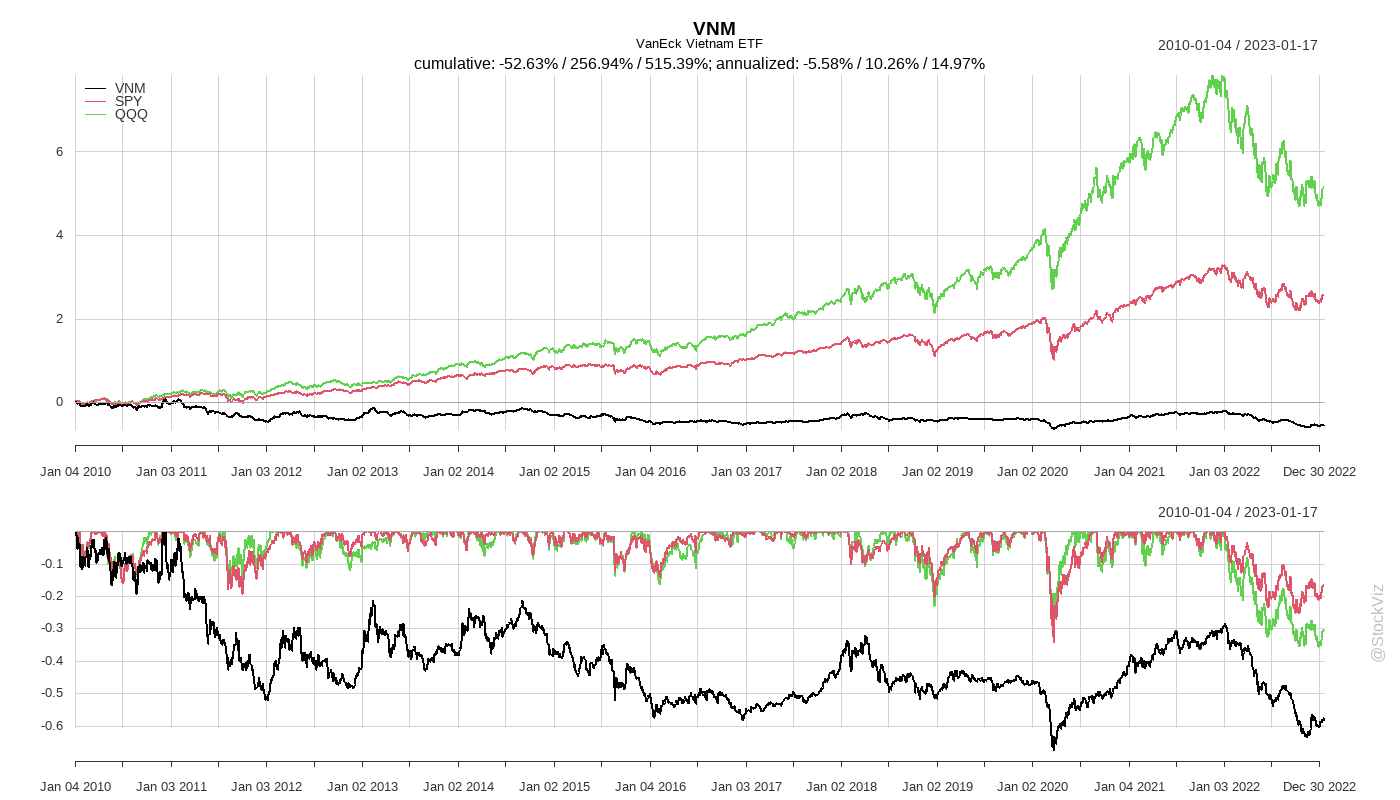 VNM
VanEck Vietnam ETF
2010-01-04 / 2023-01-17
cumulative: -52.63% / 256.94% / 515.39%; annualized: -5.58% / 10.26% / 14.97%
VNM
SPY
QQQ
6
4
2
0
Jan 04 2010 Jan 03 2011 Jan 03 2012 Jan 02 2013 Jan 02 2014 Jan 02 2015 Jan 04 2016 Jan 03 2017 Jan 02 2018 Jan 02 2019 Jan 02 2020 Jan 04 2021 Jan 03 2022 Dec 30 2022
2010-01-04 / 2023-01-17
-0.1
-0.2
-0.3
-0.4
-0.5
-0.6
Jan 04 2010 Jan 03 2011 Jan 03 2012 Jan 02 2013 Jan 02 2014 Jan 02 2015 Jan 04 2016 Jan 03 2017 Jan 02 2018 Jan 02 2019 Jan 02 2020 Jan 04 2021 Jan 03 2022 Dec 30 2022
@StockViz